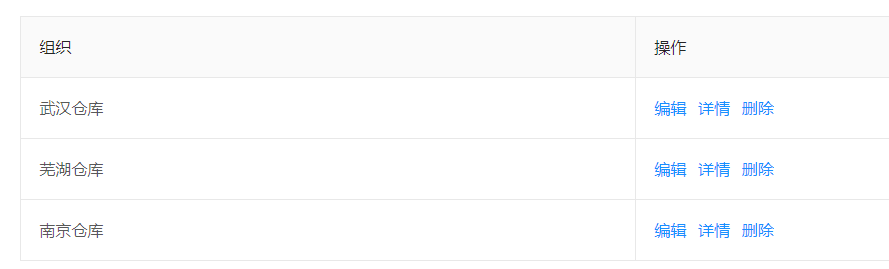 组织 操作
武汉仓库 编辑 详情 删除
芜湖仓库 编辑 详情 删除
南京仓库 编辑 详情 删除